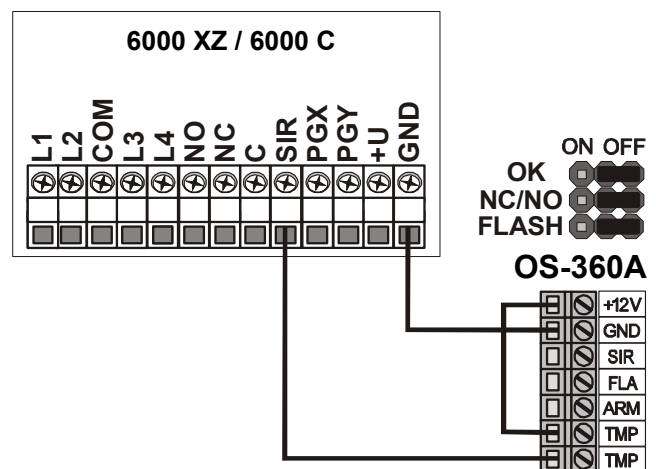 6000 XZ / 6000 C
L1 L2 COM L3 L4 NO NC C SIR PGX PGY +U GND
ON OFF
OK
NC/NO
FLASH
OS-360A
+12V
GND
SIR
FLA
ARM
TMP
TMP